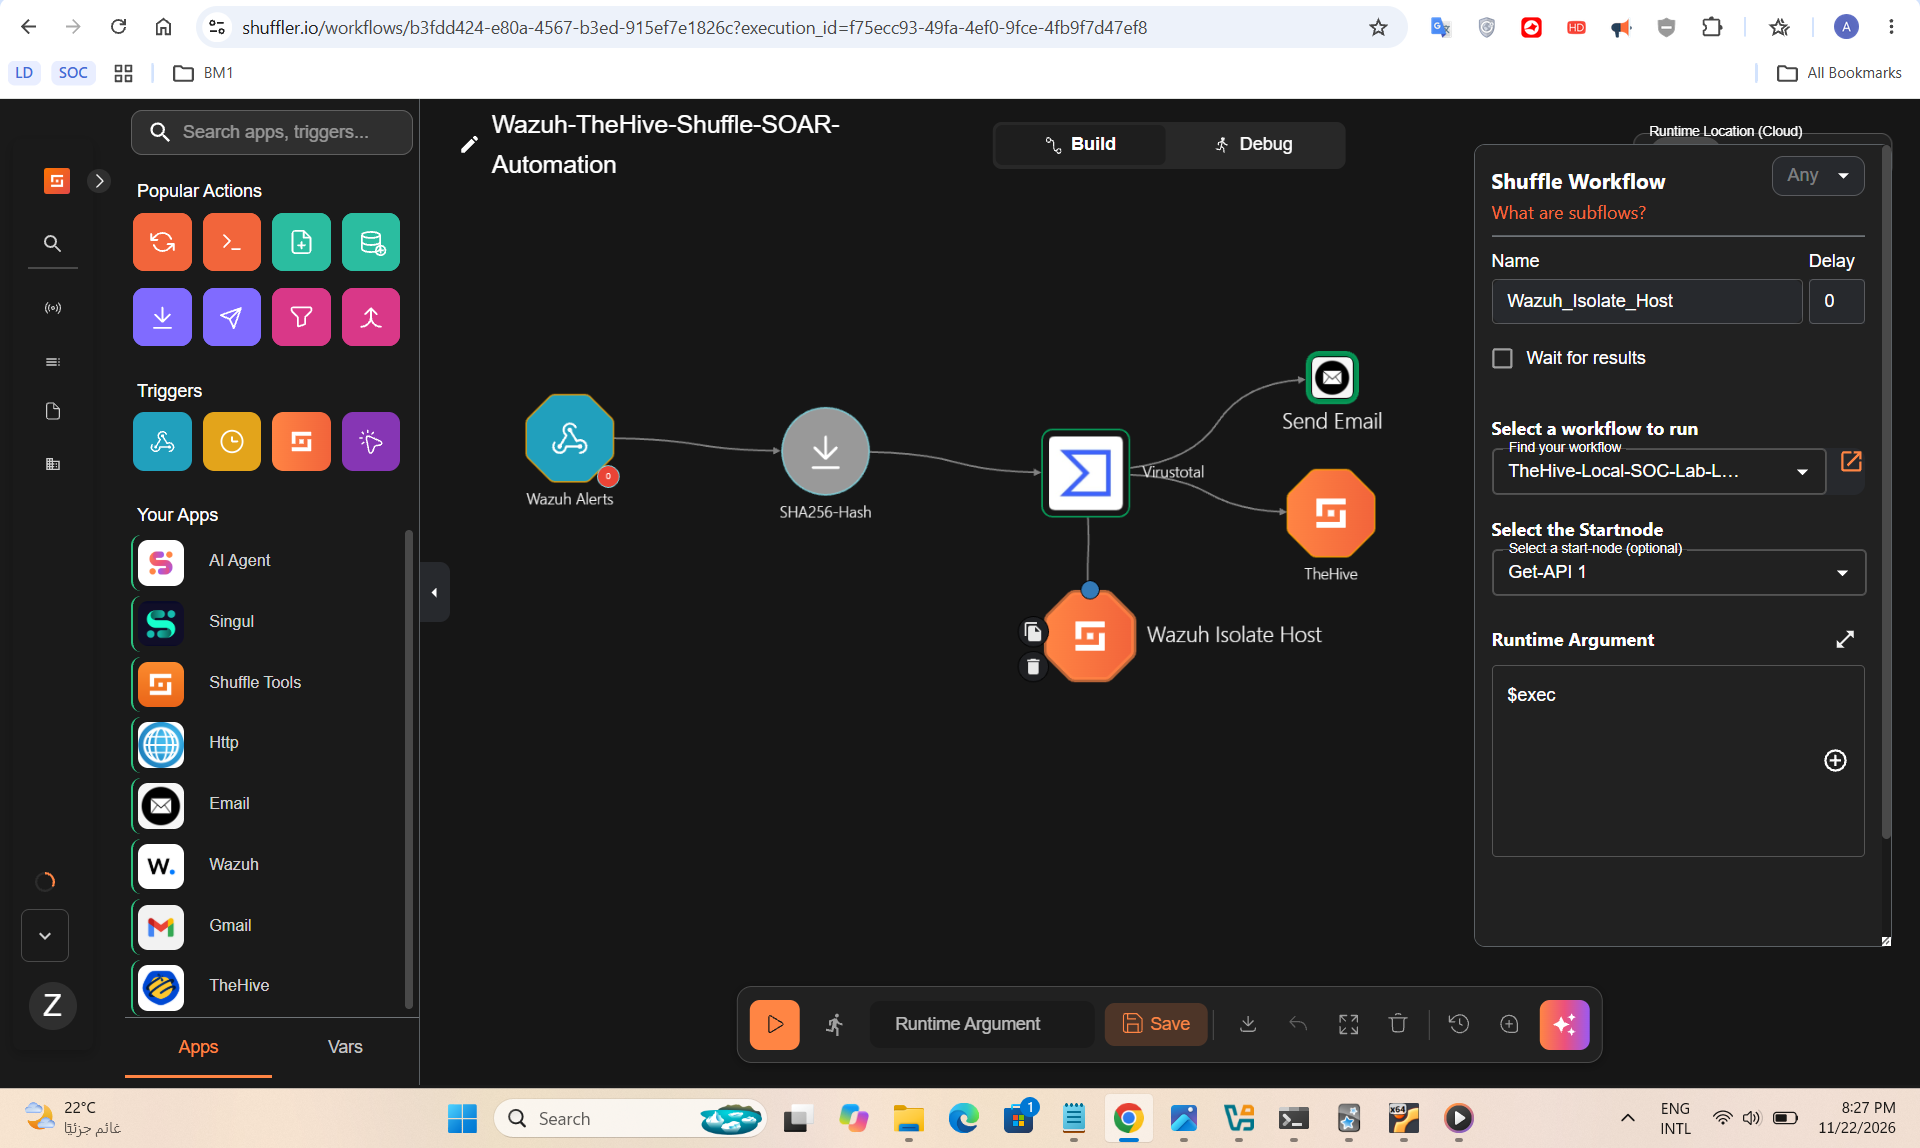 shuffler.io/workflows/b3fdd424-e80a-4567-b3ed-915ef7e1826c?execution_id=f75ecc93-49fa-4ef0-9fce-4fb9f7d47ef8
HD
A
LD
SOC
BM1
All Bookmarks
Search apps, triggers...
Popular Actions
Triggers
Your Apps
AI Agent
Singul
Shuffle Tools
Http
Email
W.
Wazuh
Gmail
TheHive
Z
Apps
Vars
Wazuh-TheHive-Shuffle-SOAR-
Automation
Build
Debug
Wazuh Alerts
0
SHA256-Hash
Virustotal
Send Email
TheHive
Wazuh Isolate Host
Runtime Location (Cloud)
Shuffle Workflow
Any
What are subflows?
Name
Delay
Wazuh_Isolate_Host
0
Wait for results
Select a workflow to run
Find your workflow
TheHive-Local-SOC-Lab-L...
Select the Startnode
Select a start-node (optional)
Get-API 1
Runtime Argument
$exec
Runtime Argument
Save
22°C
غائم جزئيًا
Search
1
x64
ENG
INTL
8:27 PM
11/22/2026